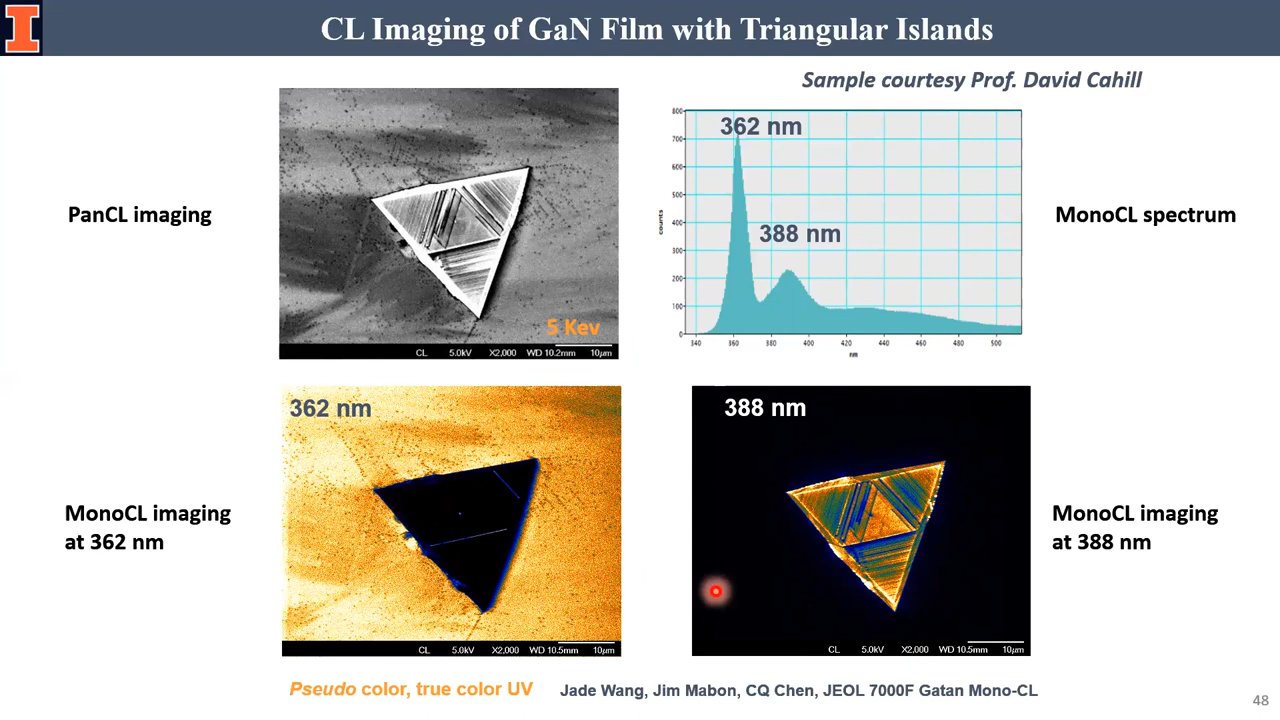 CL Imaging of GaN Film with Triangular Islands
Sample courtesy Prof. David Cahill
PanCL imaging
5 Kev
CL 5.0kV X2,000 WD 10.2mm 10µm
800
700
600
500
400
300
200
100
0
counts
362 nm
388 nm
340 360 380 400 420 440 460 480 500
nm
MonoCL spectrum
MonoCL imaging
at 362 nm
362 nm
CL 5.0kV X2,000 WD 10.5mm 10µm
388 nm
CL 5.0kV X2,000 WD 10.5mm 10µm
MonoCL imaging
at 388 nm
Pseudo color, true color UV
Jade Wang, Jim Mabon, CQ Chen, JEOL 7000F Gatan Mono-CL
48